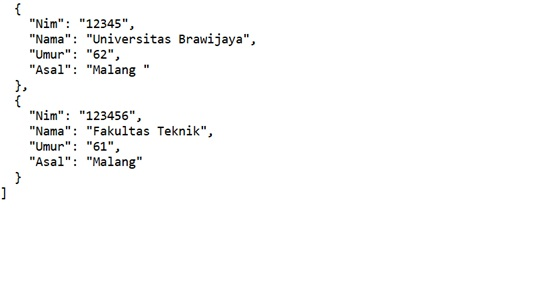 {
"Nim": "12345",
"Nama": "Universitas Brawijaya",
"Umur": "62",
"Asal": "Malang "
},
{
"Nim": "123456",
"Nama": "Fakultas Teknik",
"Umur": "61",
"Asal": "Malang"
}
]